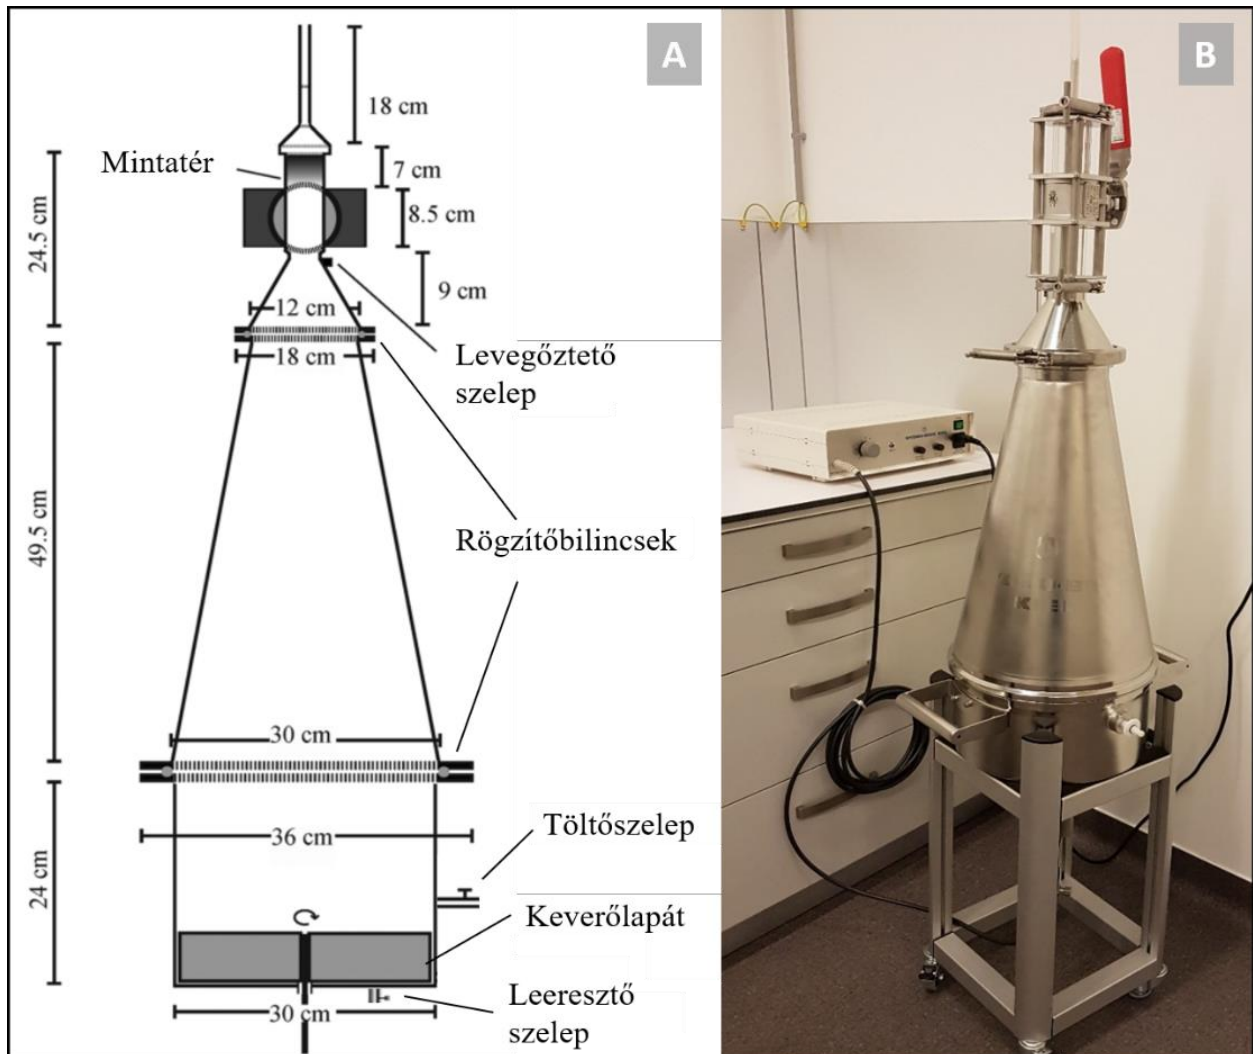 A
B
18 cm
Mintatér
7 cm
8.5 cm
24.5 cm
9 cm
12 cm
18 cm
Levegőztető
szelep
49.5 cm
Rögzítőbilincsek
30 cm
36 cm
Töltőszelep
24 cm
Keverőlapát
Leeresztő
szelep
30 cm